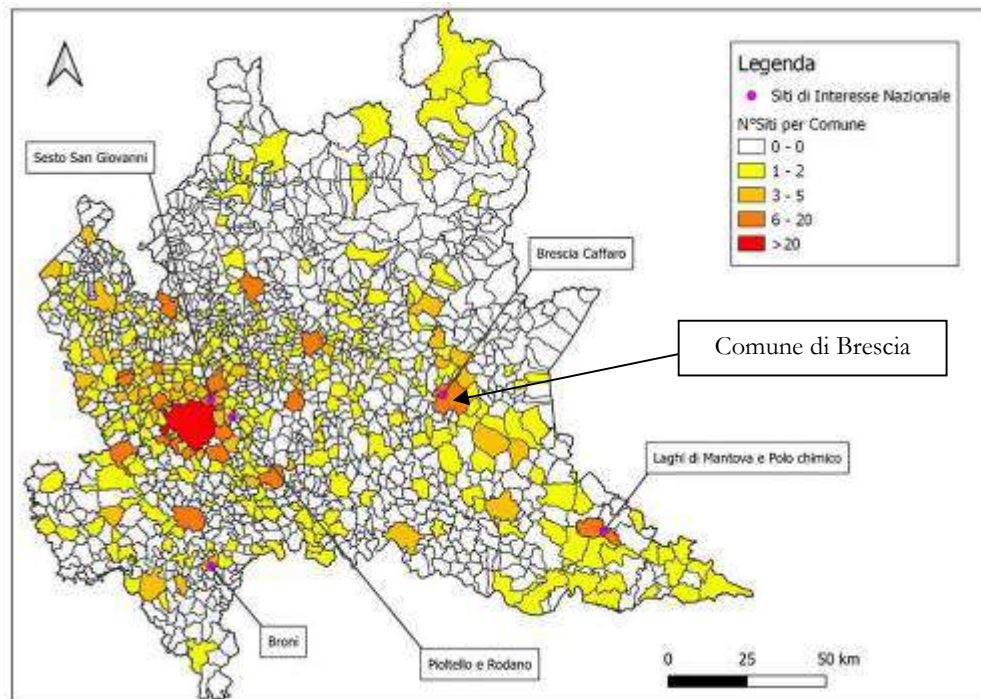 Legenda
Siti di Interesse Nazionale
N°Siti per Comune
0 - 0
1 - 2
3 - 5
6 - 20
>20
Sesto San Giovanni
Brescia Caffaro
Comune di Brescia
Laghi di Mantova e Polo chimico
Broni
Pioltello e Rodano
0 25 50 km